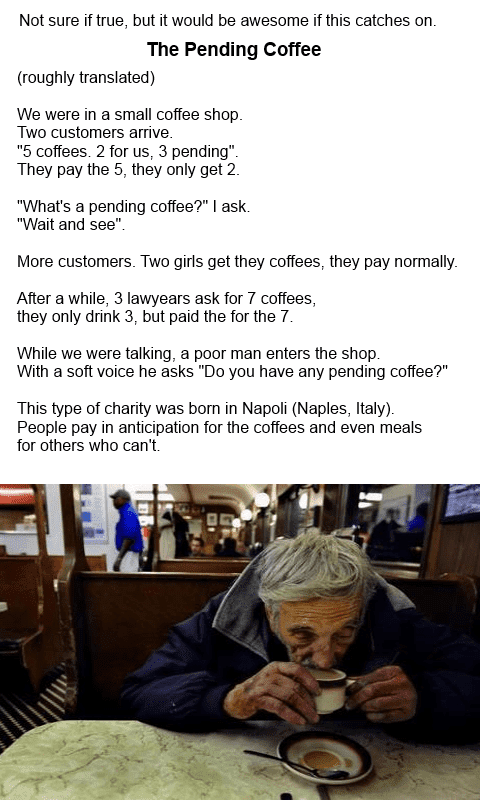 Not sure if true, but it would be awesome if this catches on.
The Pending Coffee
(roughly translated)
We were in a small coffee shop.
Two customers arrive.
"5 coffees. 2 for us, 3 pending".
They pay the 5, they only get 2.
"What's a pending coffee?" I ask.
"Wait and see".
More customers. Two girls get they coffees, they pay normally.
After a while, 3 lawyears ask for 7 coffees,
they only drink 3, but paid the for the 7.
While we were talking, a poor man enters the shop.
With a soft voice he asks "Do you have any pending coffee?"
This type of charity was born in Napoli (Naples, Italy).
People pay in anticipation for the coffees and even meals
for others who can't.